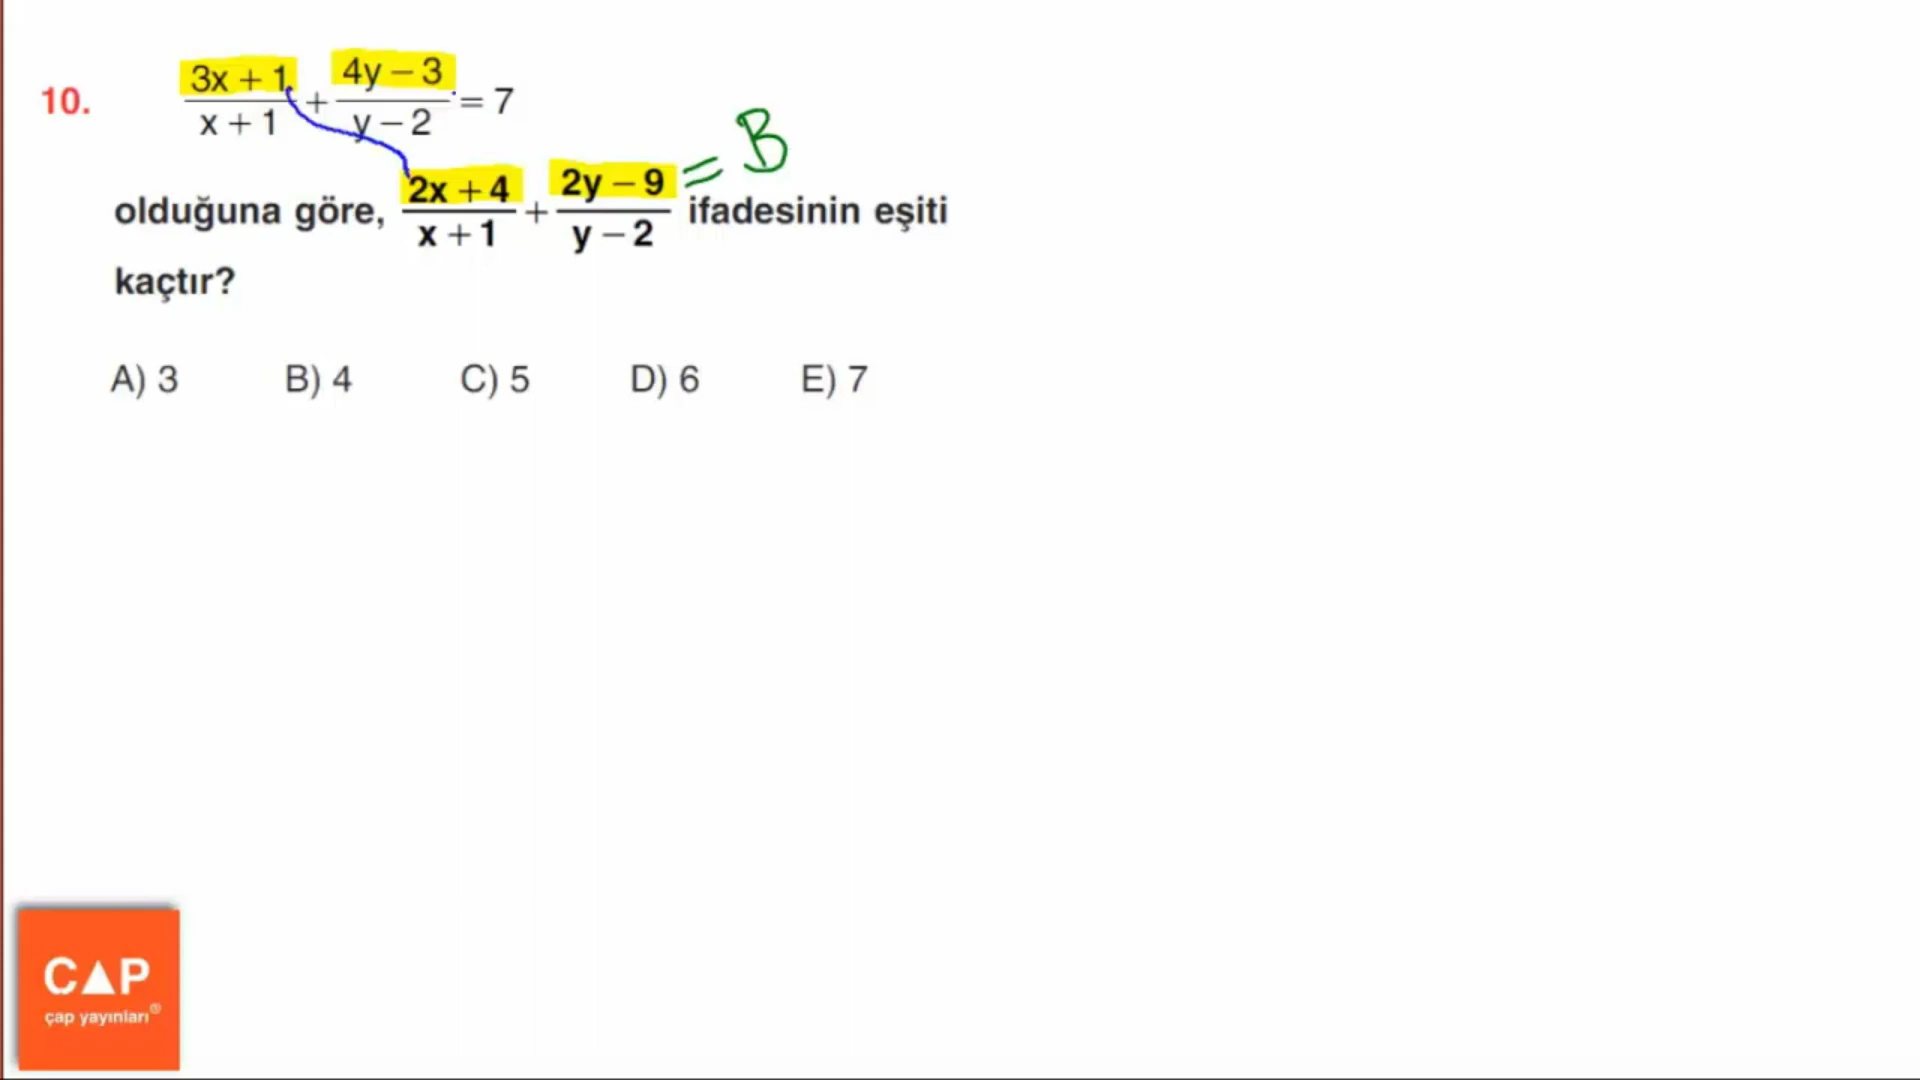 10. (3x + 1)/(x + 1) + (4y – 3)/(y – 2) = 7
olduğuna göre, (2x + 4)/(x + 1) + (2y – 9)/(y – 2) = B ifadesinin eşiti
kaçtır?
A) 3 B) 4 C) 5 D) 6 E) 7
CAP
çap yayınları®